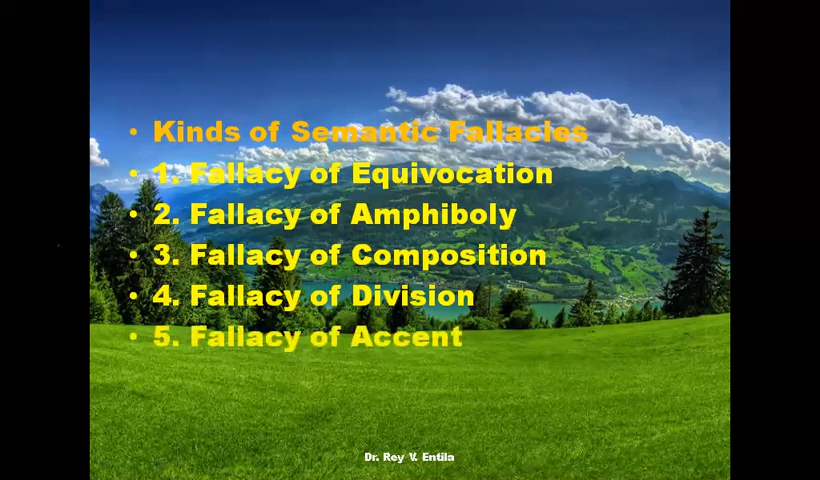 • Kinds of Semantic Fallacies
• 1. Fallacy of Equivocation
• 2. Fallacy of Amphiboly
• 3. Fallacy of Composition
• 4. Fallacy of Division
• 5. Fallacy of Accent
Dr. Rey V. Entila